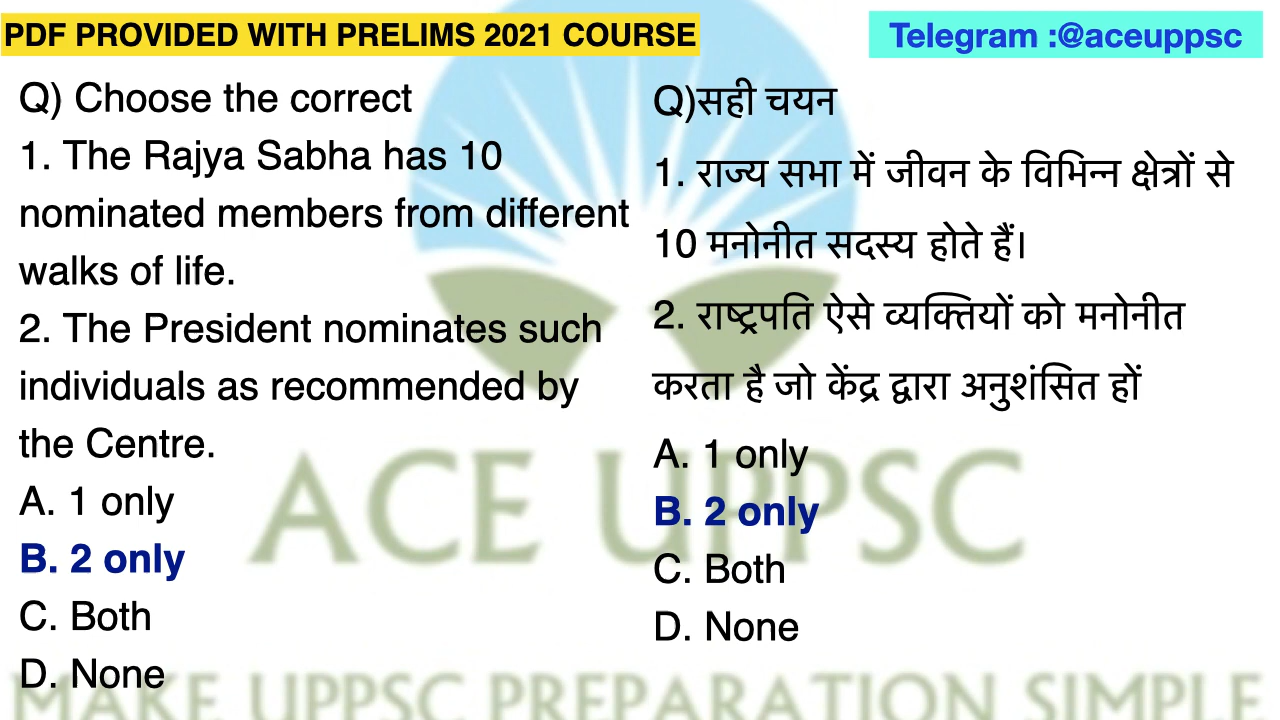 PDF PROVIDED WITH PRELIMS 2021 COURSE
Telegram :@aceuppsc
Q) Choose the correct
1. The Rajya Sabha has 10
nominated members from different
walks of life.
2. The President nominates such
individuals as recommended by
the Centre.
A. 1 only
B. 2 only
C. Both
D. None
Q)सही चयन
1. राज्य सभा में जीवन के विभिन्न क्षेत्रों से
10 मनोनीत सदस्य होते हैं।
2. राष्ट्रपति ऐसे व्यक्तियों को मनोनीत
करता है जो केंद्र द्वारा अनुशंसित हों
A. 1 only
B. 2 only
C. Both
D. None
ACE UPPSC
MAKE UPPSC PREPARATION SIMPLE